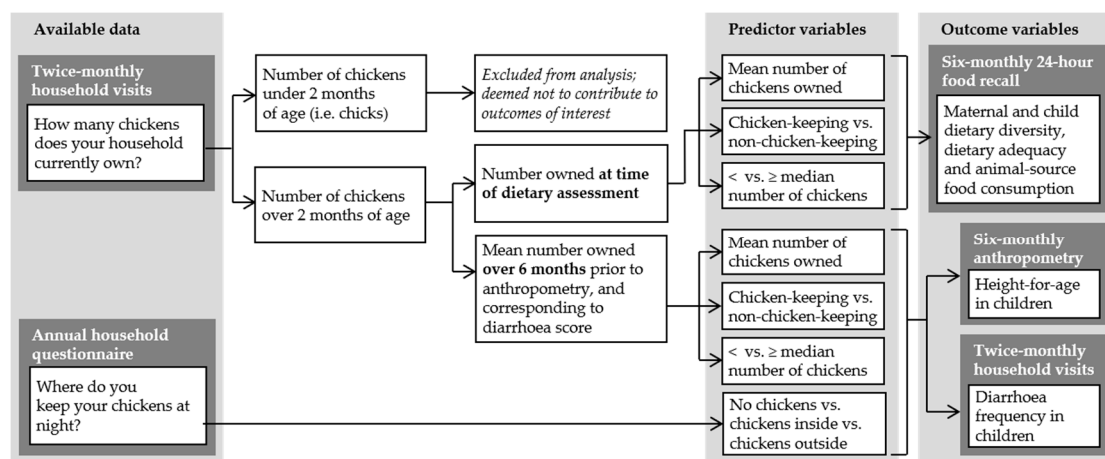 Available data
Twice-monthly
household visits
How many chickens
does your household
currently own?
Annual household
questionnaire
Where do you
keep your chickens at
night?
Number of chickens
under 2 months
of age (i.e. chicks)
Number of chickens
over 2 months of age
Excluded from analysis;
deemed not to contribute to
outcomes of interest
Number owned at time
of dietary assessment
Mean number owned
over 6 months prior to
anthropometry, and
corresponding to
diarrhoea score
Predictor variables
Mean number of
chickens owned
Chicken-keeping vs.
non-chicken-keeping
< vs. ≥ median
number of chickens
Mean number of
chickens owned
Chicken-keeping vs.
non-chicken-keeping
< vs. ≥ median
number of chickens
No chickens vs.
chickens inside vs.
chickens outside
Outcome variables
Six-monthly 24-hour
food recall
Maternal and child
dietary diversity,
dietary adequacy
and animal-source
food consumption
Six-monthly
anthropometry
Height-for-age
in children
Twice-monthly
household visits
Diarrhoea
frequency in
children